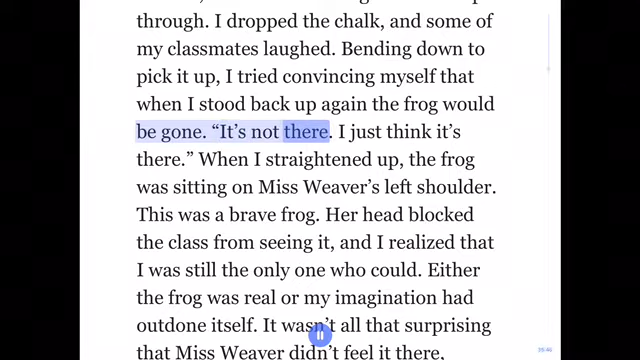 through. I dropped the chalk, and some of
my classmates laughed. Bending down to
pick it up, I tried convincing myself that
when I stood back up again the frog would
be gone. “It’s not there. I just think it’s
there.” When I straightened up, the frog
was sitting on Miss Weaver’s left shoulder.
This was a brave frog. Her head blocked
the class from seeing it, and I realized that
I was still the only one who could. Either
the frog was real or my imagination had
outdone itself. It wasn’t all that surprising
that Miss Weaver didn’t feel it there,